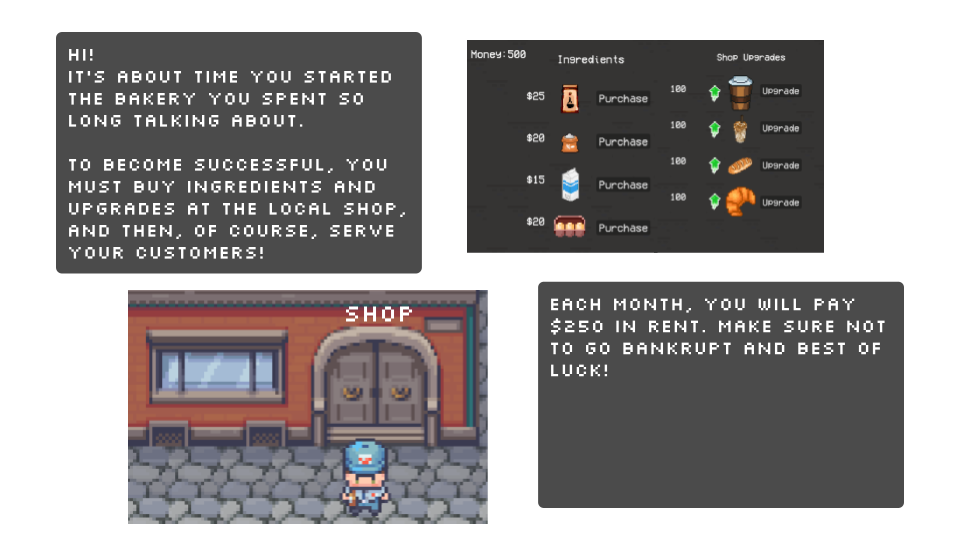 HI!
IT'S ABOUT TIME YOU STARTED
THE BAKERY YOU SPENT SO
LONG TALKING ABOUT.
TO BECOME SUCCESSFUL, YOU
MUST BUY INGREDIENTS AND
UPGRADES AT THE LOCAL SHOP,
AND THEN, OF COURSE, SERVE
YOUR CUSTOMERS!
Money:500
Ingredients
Shop Upgrades
$25
Purchase
$20
Purchase
$15
Purchase
$20
Purchase
100
Upgrade
100
Upgrade
100
Upgrade
100
Upgrade
SHOP
EACH MONTH, YOU WILL PAY
$250 IN RENT. MAKE SURE NOT
TO GO BANKRUPT AND BEST OF
LUCK!